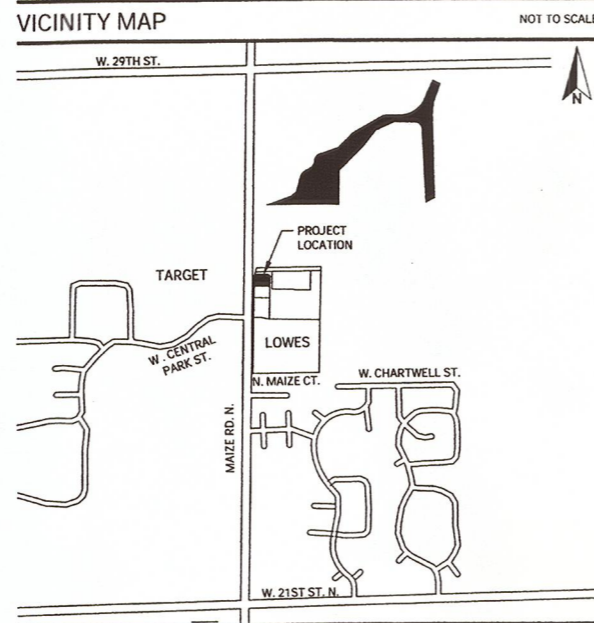 VICINITY MAP
NOT TO SCALE
W. 29TH ST.
N
PROJECT
LOCATION
TARGET
W. CENTRAL
PARK ST.
LOWES
N. MAIZE CT.
W. CHARTWELL ST.
MAIZE RD. N.
W. 21ST ST. N.